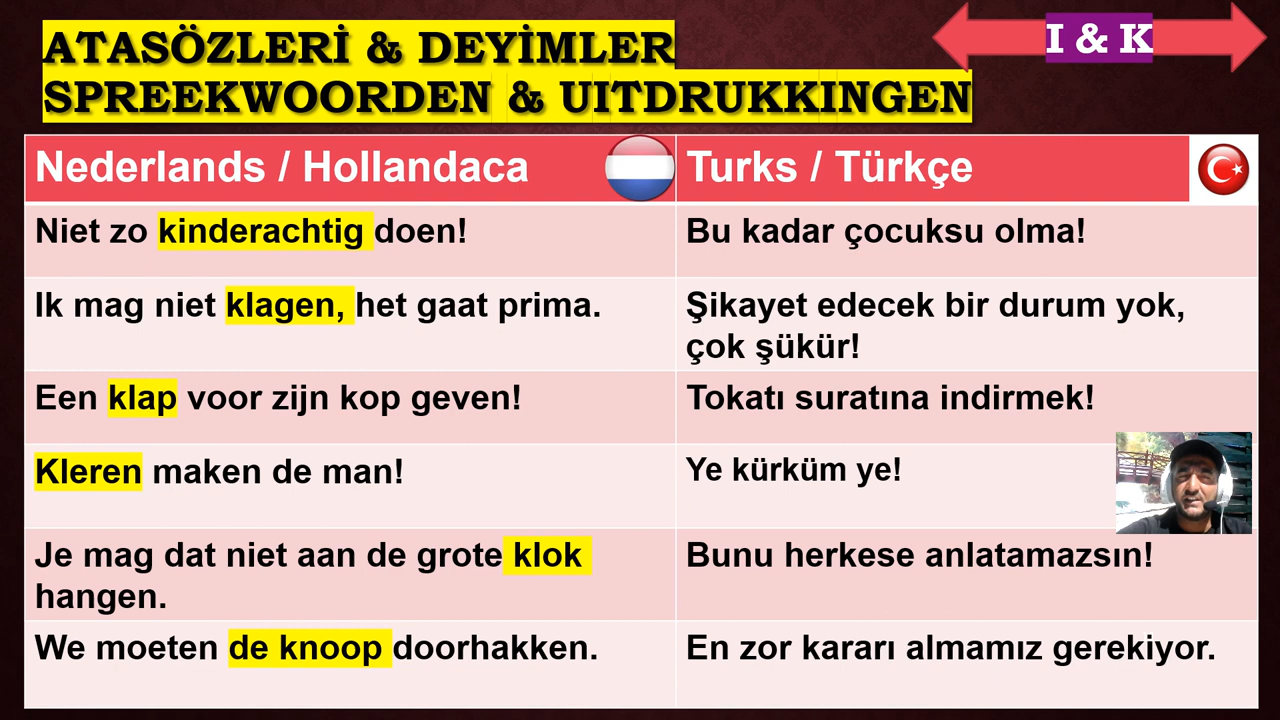 ATASÖZLERİ & DEYİMLER
SPREEKWOORDEN & UITDRUKKINGEN
I & K
Nederlands / Hollandaca
Turks / Türkçe
Niet zo kinderachtig doen!
Bu kadar çocuksu olma!
Ik mag niet klagen, het gaat prima.
Şikayet edecek bir durum yok,
çok şükür!
Een klap voor zijn kop geven!
Tokatı suratına indirmek!
Kleren maken de man!
Ye kürküm ye!
Je mag dat niet aan de grote klok
hangen.
Bunu herkese anlatamazsın!
We moeten de knoop doorhakken.
En zor kararı almamız gerekiyor.